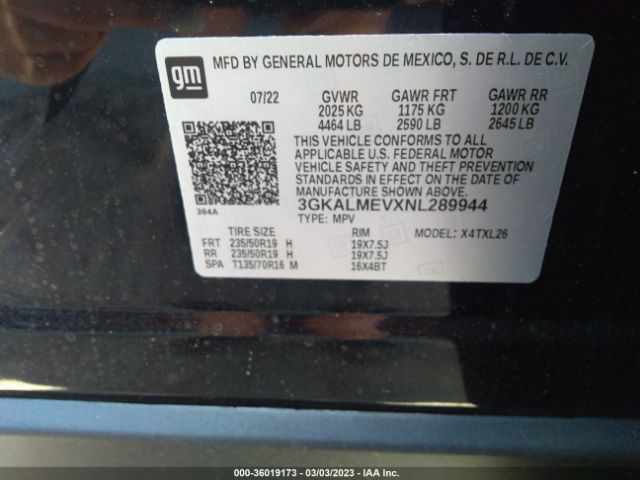 gm MFD BY GENERAL MOTORS DE MEXICO, S. DE R.L. DE C.V.
07/22 GVWR GAWR FRT GAWR RR
2025 KG 1175 KG 1200 KG
4464 LB 2590 LB 2645 LB
THIS VEHICLE CONFORMS TO ALL
APPLICABLE U.S. FEDERAL MOTOR
VEHICLE SAFETY AND THEFT PREVENTION
STANDARDS IN EFFECT ON THE DATE OF
MANUFACTURE SHOWN ABOVE.
384A 3GKALMEVXNL289944
TYPE: MPV
TIRE SIZE RIM MODEL: X4TXL26
FRT 235/50R19 H 19X7.5J
RR 235/50R19 H 19X7.5J
SPA T135/70R16 M 16X4BT
000-36019173 - 03/03/2023 - IAA Inc.